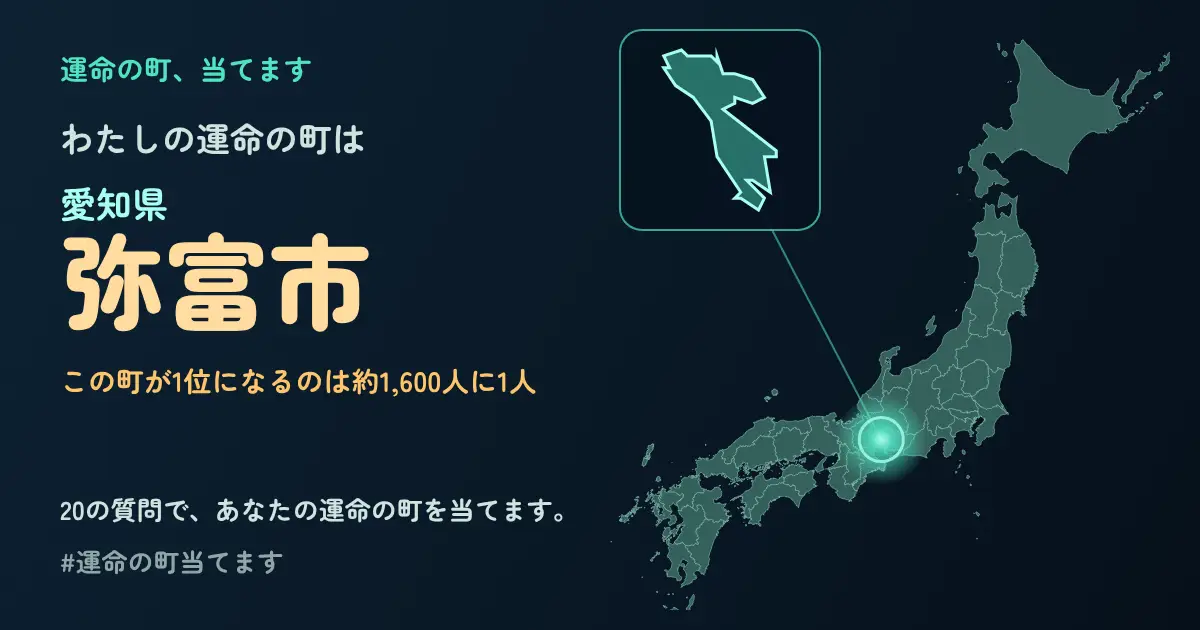 運命の町、当てます
わたしの運命の町は
愛知県
弥富市
この町が1位になるのは約1,600人に1人
20の質問で、あなたの運命の町を当てます。
#運命の町当てます